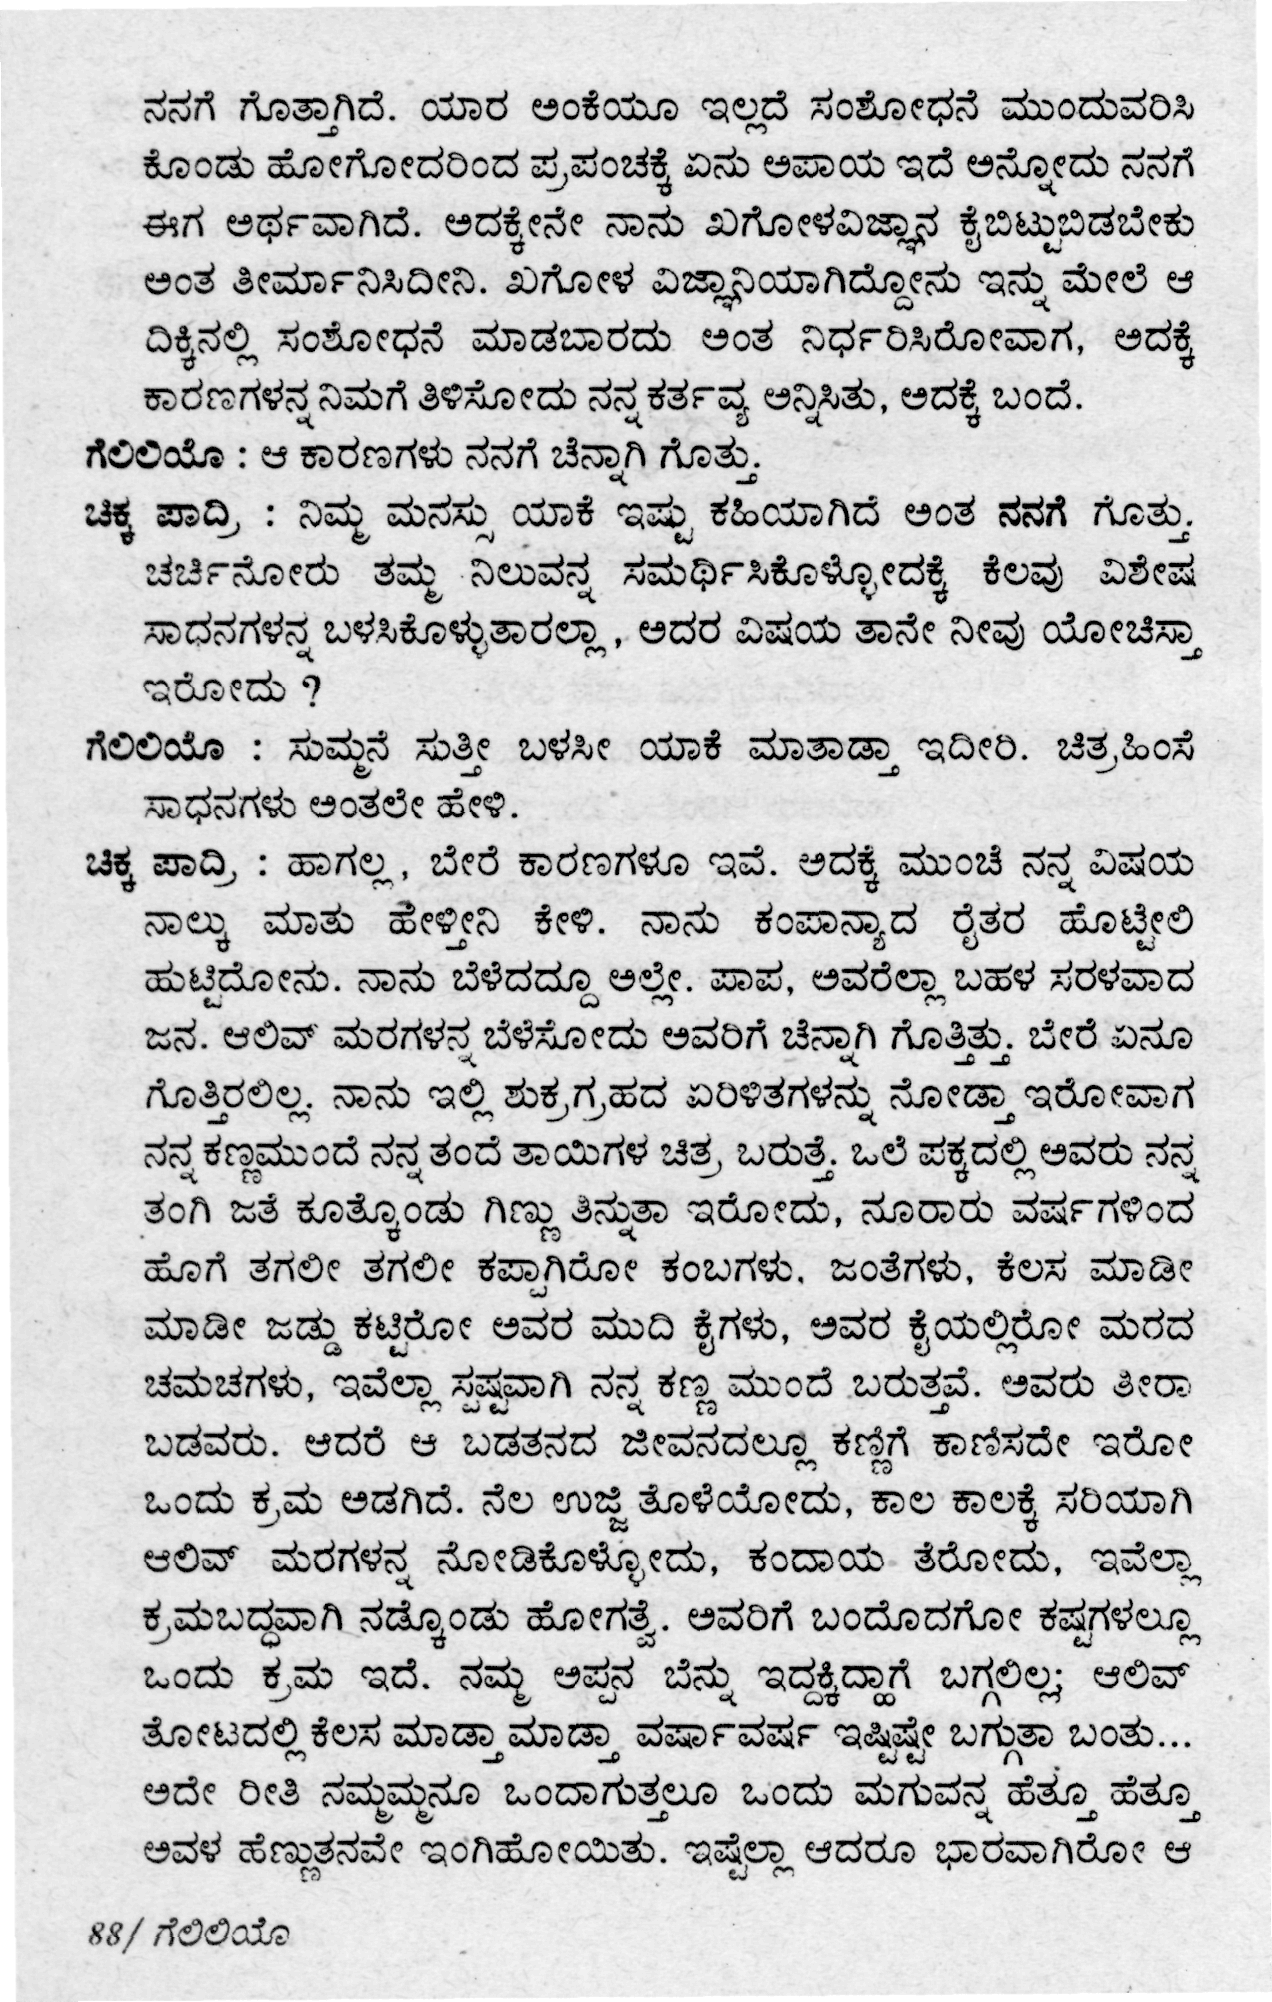 ನನಗೆ ಗೊತ್ತಾಗಿದೆ. ಯಾರ ಅಂಕೆಯೂ ಇಲ್ಲದೆ ಸಂಶೋಧನೆ ಮುಂದುವರಿಸಿ
ಕೊಂಡು ಹೋಗೋದರಿಂದ ಪ್ರಪಂಚಕ್ಕೆ ಏನು ಅಪಾಯ ಇದೆ ಅನ್ನೋದು ನನಗೆ
ಈಗ ಅರ್ಥವಾಗಿದೆ. ಅದಕ್ಕೇನೇ ನಾನು ಖಗೋಳವಿಜ್ಞಾನ ಕೈಬಿಟ್ಟುಬಿಡಬೇಕು
ಅಂತ ತೀರ್ಮಾನಿಸಿದೀನಿ. ಖಗೋಳ ವಿಜ್ಞಾನಿಯಾಗಿದ್ದೋನು ಇನ್ನು ಮೇಲೆ ಆ
ದಿಕ್ಕಿನಲ್ಲಿ ಸಂಶೋಧನೆ ಮಾಡಬಾರದು ಅಂತ ನಿರ್ಧರಿಸಿರೋವಾಗ, ಅದಕ್ಕೆ
ಕಾರಣಗಳನ್ನ ನಿಮಗೆ ತಿಳಿಸೋದು ನನ್ನ ಕರ್ತವ್ಯ ಅನ್ನಿಸಿತು, ಅದಕ್ಕೆ ಬಂದೆ.
ಗೆಲಿಲಿಯೊ : ಆ ಕಾರಣಗಳು ನನಗೆ ಚೆನ್ನಾಗಿ ಗೊತ್ತು.
ಚಿಕ್ಕ ಪಾದ್ರಿ : ನಿಮ್ಮ ಮನಸ್ಸು ಯಾಕೆ ಇಷ್ಟು ಕಹಿಯಾಗಿದೆ ಅಂತ ನನಗೆ ಗೊತ್ತು.
ಚರ್ಚಿನೋರು ತಮ್ಮ ನಿಲುವನ್ನ ಸಮರ್ಥಿಸಿಕೊಳ್ಳೋದಕ್ಕೆ ಕೆಲವು ವಿಶೇಷ
ಸಾಧನಗಳನ್ನ ಬಳಸಿಕೊಳ್ಳುತಾರಲ್ಲಾ, ಅದರ ವಿಷಯ ತಾನೇ ನೀವು ಯೋಚಿಸ್ತಾ
ಇರೋದು ?
ಗೆಲಿಲಿಯೊ : ಸುಮ್ಮನೆ ಸುತ್ತೀ ಬಳಸೀ ಯಾಕೆ ಮಾತಾಡ್ತಾ ಇದೀರಿ. ಚಿತ್ರಹಿಂಸೆ
ಸಾಧನಗಳು ಅಂತಲೇ ಹೇಳಿ.
ಚಿಕ್ಕ ಪಾದ್ರಿ : ಹಾಗಲ್ಲ, ಬೇರೆ ಕಾರಣಗಳೂ ಇವೆ. ಅದಕ್ಕೆ ಮುಂಚೆ ನನ್ನ ವಿಷಯ
ನಾಲ್ಕು ಮಾತು ಹೇಳ್ತೀನಿ ಕೇಳಿ. ನಾನು ಕಂಪಾನ್ಯಾದ ರೈತರ ಹೊಟ್ಟೇಲಿ
ಹುಟ್ಟಿದೋನು. ನಾನು ಬೆಳೆದದ್ದೂ ಅಲ್ಲೇ. ಪಾಪ, ಅವರೆಲ್ಲಾ ಬಹಳ ಸರಳವಾದ
ಜನ. ಆಲಿವ್ ಮರಗಳನ್ನ ಬೆಳೆಸೋದು ಅವರಿಗೆ ಚೆನ್ನಾಗಿ ಗೊತ್ತಿತ್ತು. ಬೇರೆ ಏನೂ
ಗೊತ್ತಿರಲಿಲ್ಲ. ನಾನು ಇಲ್ಲಿ ಶುಕ್ರಗ್ರಹದ ಏರಿಳಿತಗಳನ್ನು ನೋಡ್ತಾ ಇರೋವಾಗ
ನನ್ನ ಕಣ್ಣಮುಂದೆ ನನ್ನ ತಂದೆ ತಾಯಿಗಳ ಚಿತ್ರ ಬರುತ್ತೆ. ಒಲೆ ಪಕ್ಕದಲ್ಲಿ ಅವರು ನನ್ನ
ತಂಗಿ ಜತೆ ಕೂತ್ಕೊಂಡು ಗಿಣ್ಣು ತಿನ್ನುತಾ ಇರೋದು, ನೂರಾರು ವರ್ಷಗಳಿಂದ
ಹೊಗೆ ತಗಲೀ ತಗಲೀ ಕಪ್ಪಾಗಿರೋ ಕಂಬಗಳು, ಜಂತೆಗಳು, ಕೆಲಸ ಮಾಡೀ
ಮಾಡೀ ಜಡ್ಡು ಕಟ್ಟಿರೋ ಅವರ ಮುದಿ ಕೈಗಳು, ಅವರ ಕೈಯಲ್ಲಿರೋ ಮರದ
ಚಮಚಗಳು, ಇವೆಲ್ಲಾ ಸ್ಪಷ್ಟವಾಗಿ ನನ್ನ ಕಣ್ಣ ಮುಂದೆ ಬರುತ್ತವೆ. ಅವರು ತೀರಾ
ಬಡವರು. ಆದರೆ ಆ ಬಡತನದ ಜೀವನದಲ್ಲೂ ಕಣ್ಣಿಗೆ ಕಾಣಿಸದೇ ಇರೋ
ಒಂದು ಕ್ರಮ ಅಡಗಿದೆ. ನೆಲ ಉಜ್ಜಿ ತೊಳೆಯೋದು, ಕಾಲ ಕಾಲಕ್ಕೆ ಸರಿಯಾಗಿ
ಆಲಿವ್ ಮರಗಳನ್ನ ನೋಡಿಕೊಳ್ಳೋದು, ಕಂದಾಯ ತೆರೋದು, ಇವೆಲ್ಲಾ
ಕ್ರಮಬದ್ಧವಾಗಿ ನಡ್ಕೊಂಡು ಹೋಗತ್ವೆ. ಅವರಿಗೆ ಬಂದೊದಗೋ ಕಷ್ಟಗಳಲ್ಲೂ
ಒಂದು ಕ್ರಮ ಇದೆ. ನಮ್ಮ ಅಪ್ಪನ ಬೆನ್ನು ಇದ್ದಕ್ಕಿದ್ಹಾಗೆ ಬಗ್ಗಲಿಲ್ಲ; ಆಲಿವ್
ತೋಟದಲ್ಲಿ ಕೆಲಸ ಮಾಡ್ತಾ ಮಾಡ್ತಾ ವರ್ಷಾವರ್ಷ ಇಷ್ಟಿಷ್ಟೇ ಬಗ್ಗುತಾ ಬಂತು...
ಅದೇ ರೀತಿ ನಮ್ಮಮ್ಮನೂ ಒಂದಾಗುತ್ತಲೂ ಒಂದು ಮಗುವನ್ನ ಹೆತ್ತೂ ಹೆತ್ತೂ
ಅವಳ ಹೆಣ್ಣುತನವೇ ಇಂಗಿಹೋಯಿತು. ಇಷ್ಟೆಲ್ಲಾ ಆದರೂ ಭಾರವಾಗಿರೋ ಆ
88/ ಗೆಲಿಲಿಯೊ